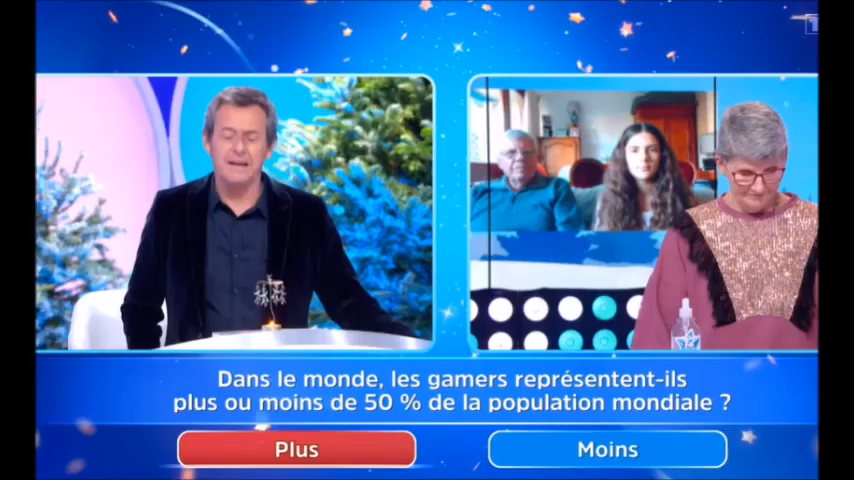 Dans le monde, les gamers représentent-ils
plus ou moins de 50 % de la population mondiale ?
Plus
Moins